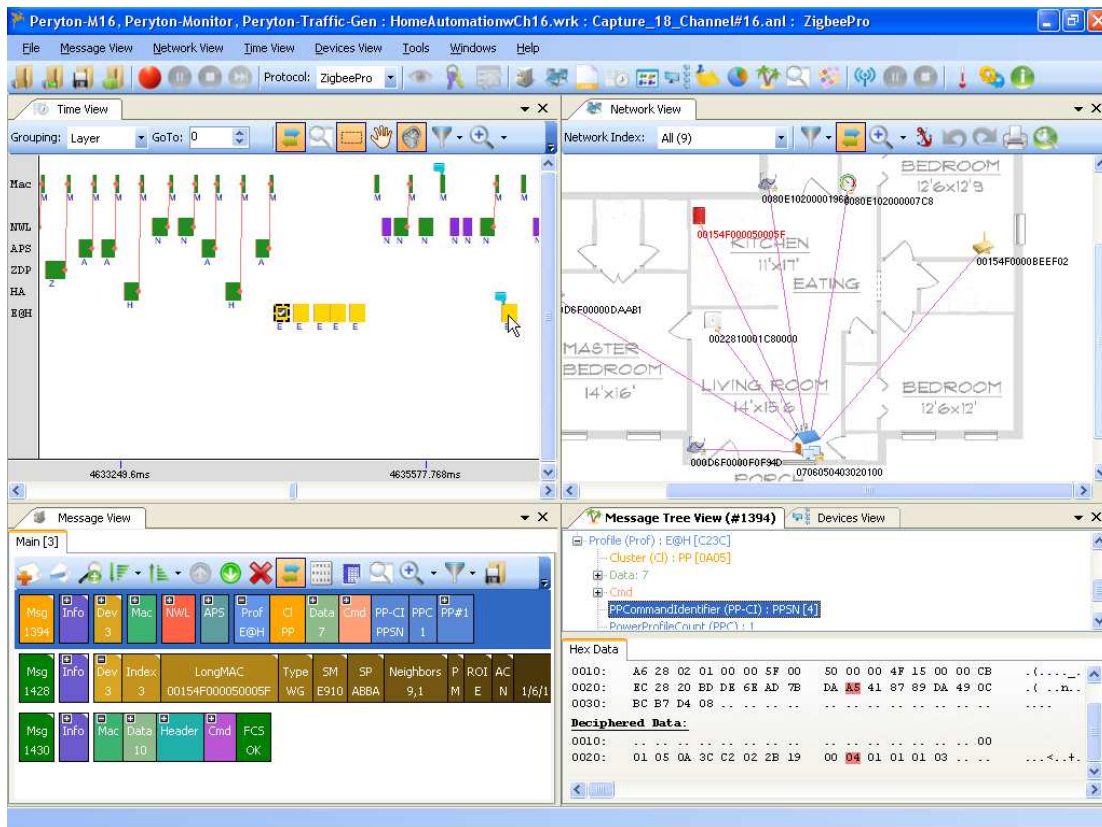 Peryton-M16, Peryton-Monitor, Peryton-Traffic-Gen : HomeAutomationwCh16.wrk : Capture_18_Channel#16.anl : ZigbeePro
File Message View Network View Time View Devices View Tools Windows Help
Protocol: ZigbeePro
Time View
Grouping: Layer GoTo: 0
Mac
M M M M M M M M M M M M M M
NWL
N N N N N N N N
APS
A A A A
ZDP
Z
HA
H H
E@H
E E E E E
4633249.6ms 4635577.768ms
Network View
Network Index: All (9)
BEDROOM
12'6x12'9
0080E10200001968
0080E102000007C8
00154F000050005F
KITCHEN
11'x17'
EATING
00154F0000BEEF02
D6F00000DAAB1
0022810001C80000
MASTER
BEDROOM
14'x16'
LIVING ROOM
14'x15'6
BEDROOM
12'6x12'
000D6F0000F0F94D
0706050403020100
PORCH
Message View
Main [3]
Msg 1394 Info Dev 3 Mac NWL APS Prof E@H Cl PP Data 7 Cmd PP-CI PPSN PPC 1 PP#1
Msg 1428 Info Dev 3 Index 3 LongMAC 00154F000050005F Type WG SM E910 SP ABBA Neighbors 9,1 P M ROI E AC N 1/6/1
Msg 1430 Info Mac Data 10 Header Cmd FCS OK
Message Tree View (#1394) Devices View
Profile (Prof) : E@H [C23C]
Cluster (Cl) : PP [0A05]
Data: 7
Cmd
PPCommandIdentifier (PP-CI) : PPSN [4]
PowerProfileCount (PPC) : 1
Hex Data
0010: A6 28 02 01 00 00 5F 00 50 00 00 4F 15 00 00 CB .(...._.
0020: EC 28 20 BD DE 6E AD 7B DA A5 41 87 89 DA 49 0C .( ..n..
0030: BC B7 D4 08 .. .. .. .. .. .. .. .. .. .. .. .. ....
Deciphered Data:
0010: .. .. .. .. .. .. .. .. .. .. .. .. .. .. .. 00
0020: 01 05 0A 3C C2 02 2B 19 00 04 01 01 01 03 .. .. ...<..+.